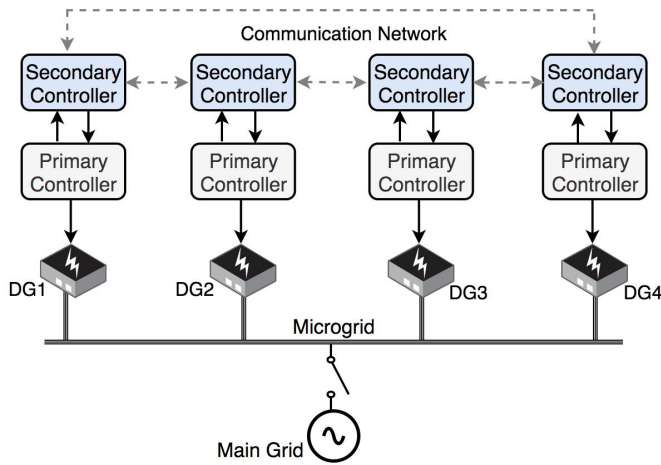 Communication Network
Secondary
Controller
Secondary
Controller
Secondary
Controller
Secondary
Controller
Primary
Controller
Primary
Controller
Primary
Controller
Primary
Controller
DG1
DG2
DG3
DG4
Microgrid
Main Grid